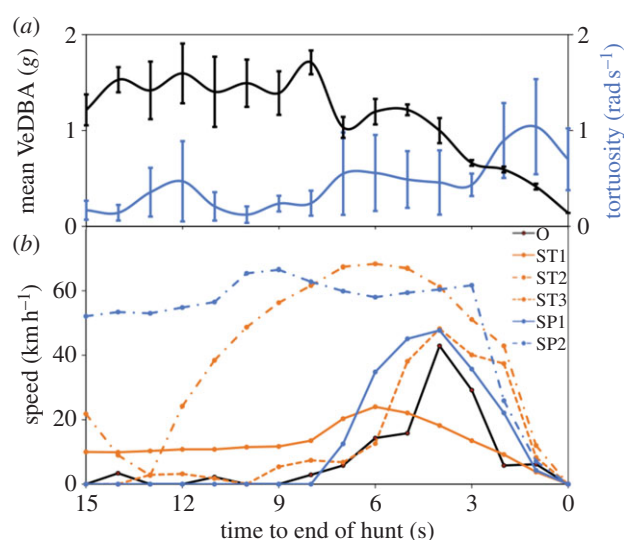 (a)
2
1
0
mean VeDBA (g)
2
1
0
tortuosity (rad s⁻¹)
(b)
60
40
20
0
speed (km h⁻¹)
O
ST1
ST2
ST3
SP1
SP2
15 12 9 6 3 0
time to end of hunt (s)